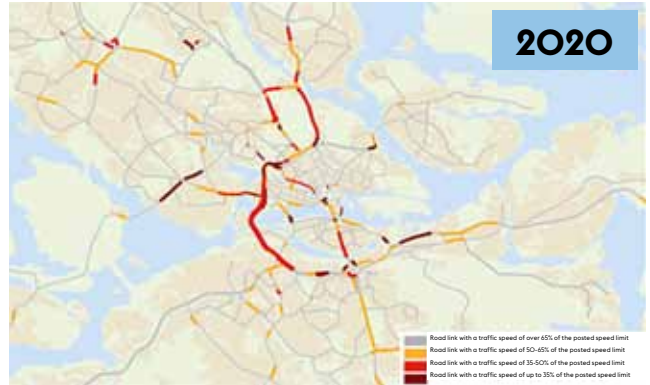 2020
Road link with a traffic speed of over 65% of the posted speed limit
Road link with a traffic speed of 50-65% of the posted speed limit
Road link with a traffic speed of 35-50% of the posted speed limit
Road link with a traffic speed of up to 35% of the posted speed limit